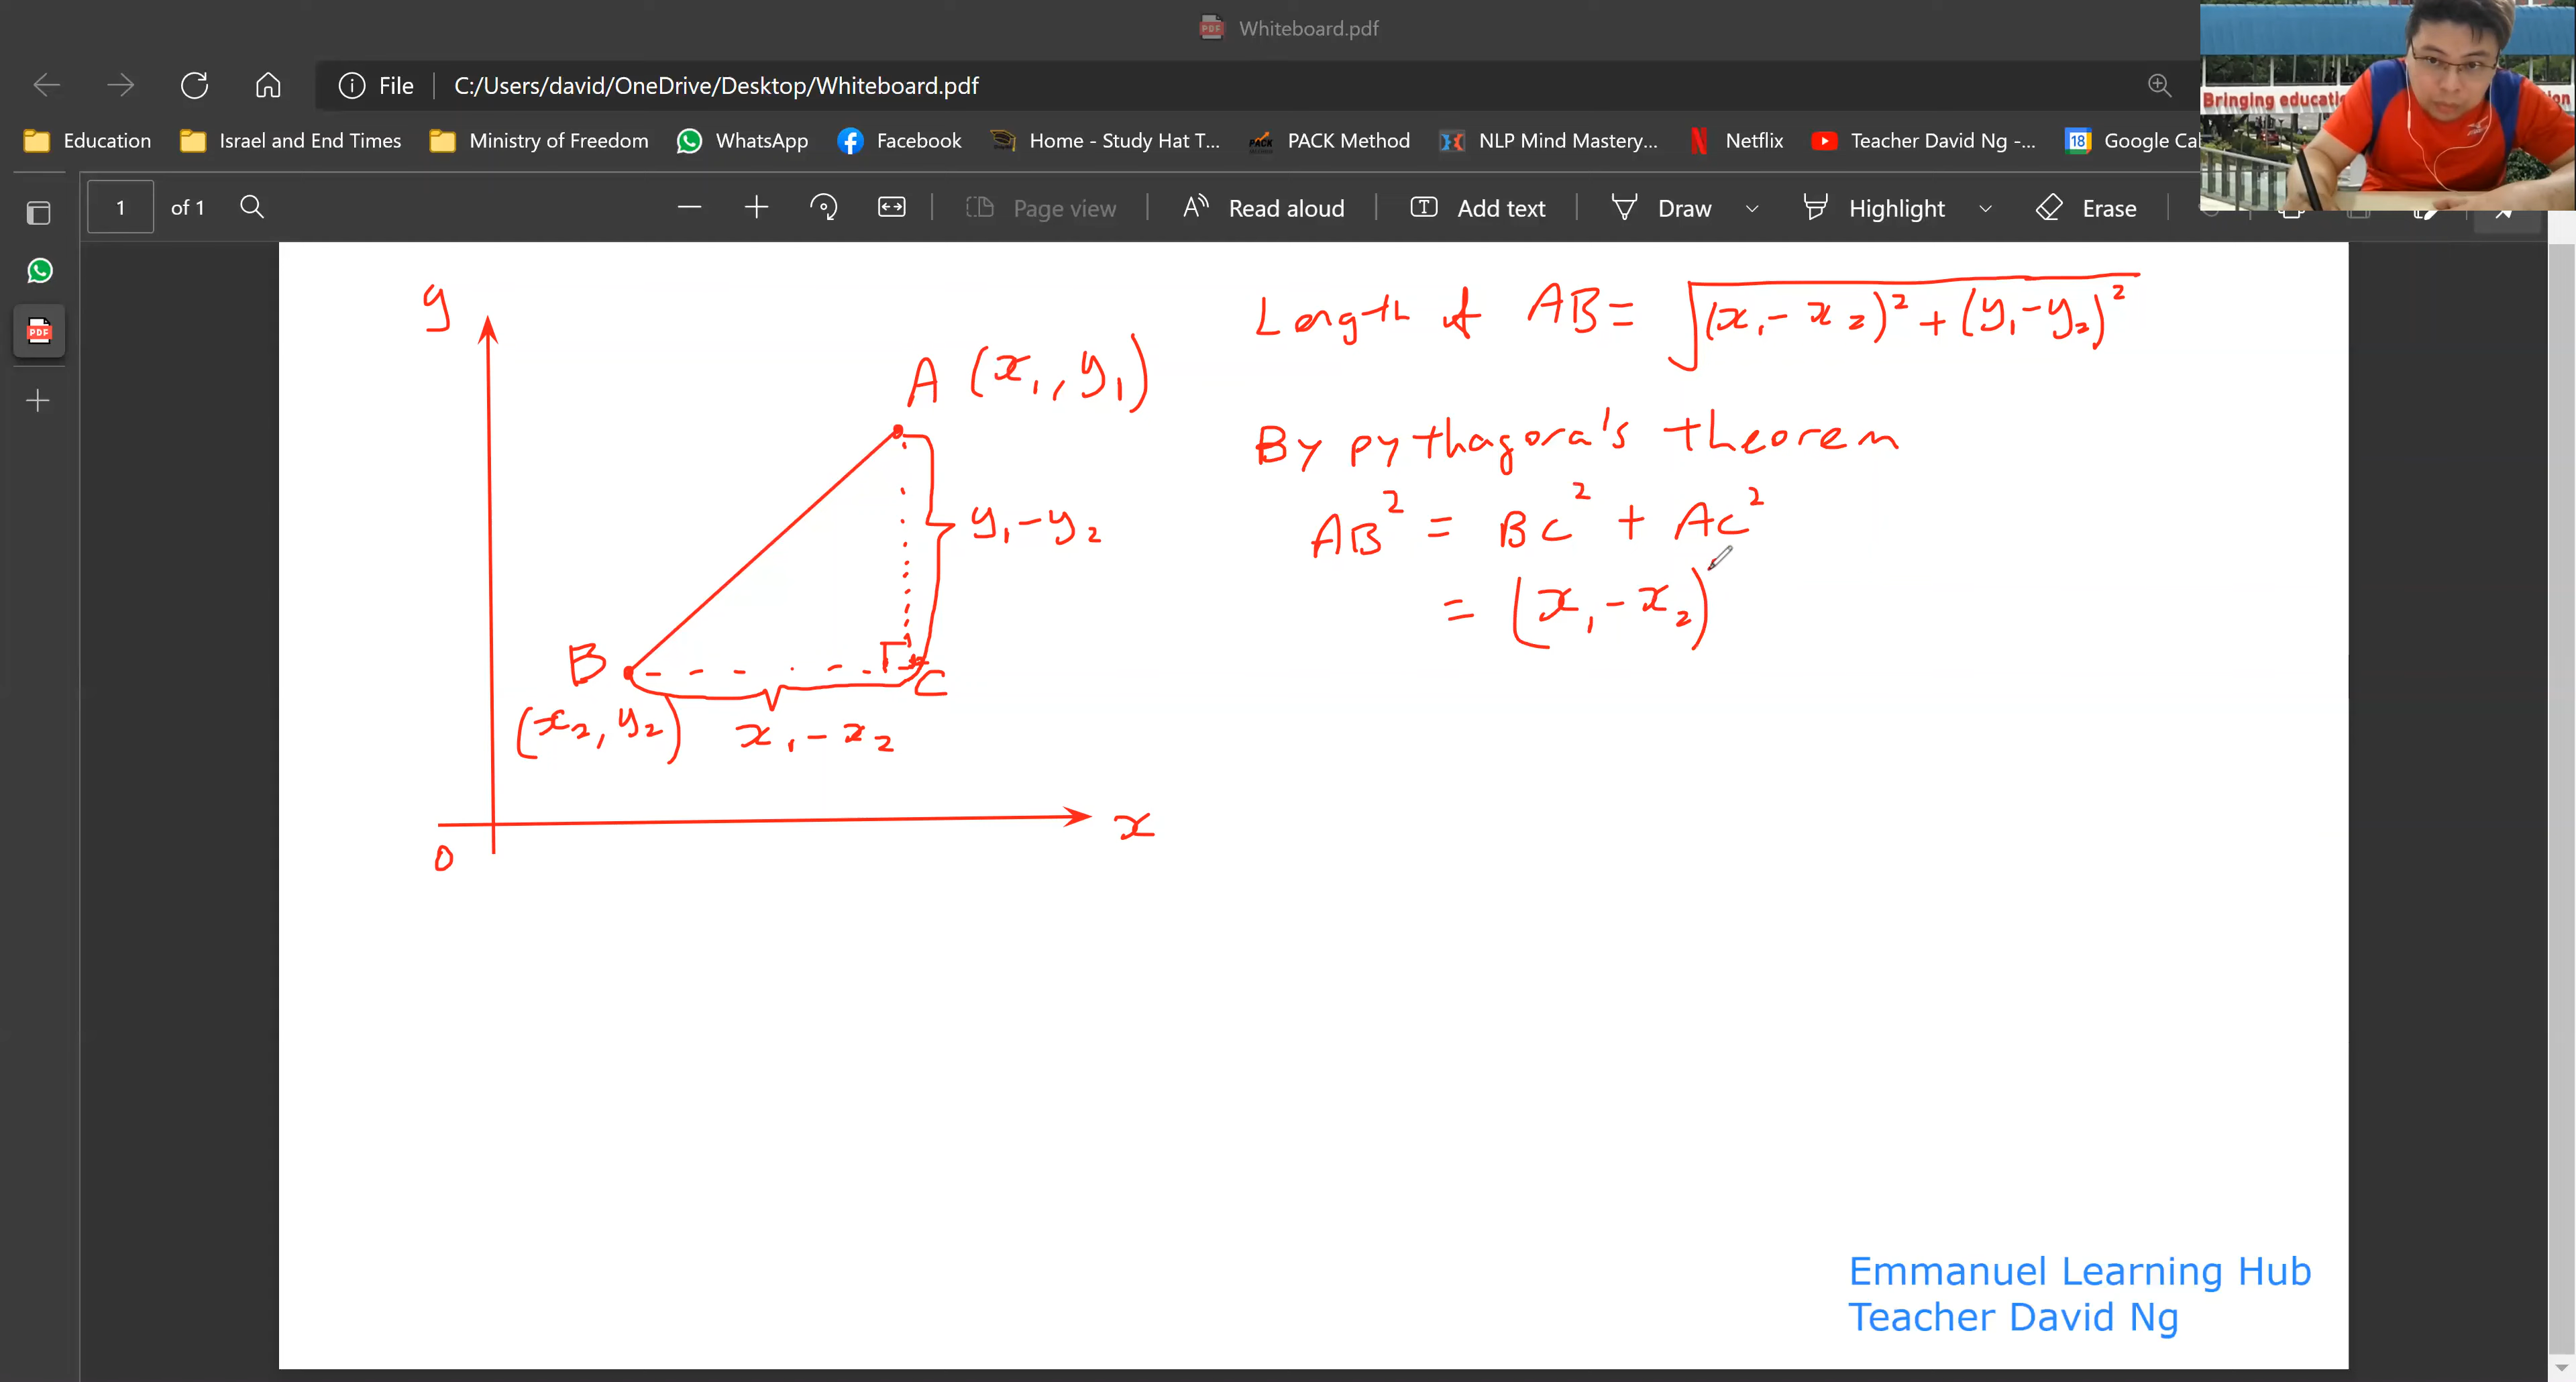 Whiteboard.pdf
File
C:/Users/david/OneDrive/Desktop/Whiteboard.pdf
Education
Israel and End Times
Ministry of Freedom
WhatsApp
Facebook
Home - Study Hat T...
PACK Method
NLP Mind Mastery...
Netflix
Teacher David Ng -...
18
Google Cal
Bringing educati
1 of 1
Page view
Read aloud
Add text
Draw
Highlight
Erase
y
A (x₁, y₁)
y₁ - y₂
B
C
(x₂, y₂)
x₁ - x₂
x
0
Length of AB = √((x₁ - x₂)² + (y₁ - y₂)²)
By pythagora's theorem
AB² = BC² + AC²
= (x₁ - x₂)
Emmanuel Learning Hub
Teacher David Ng